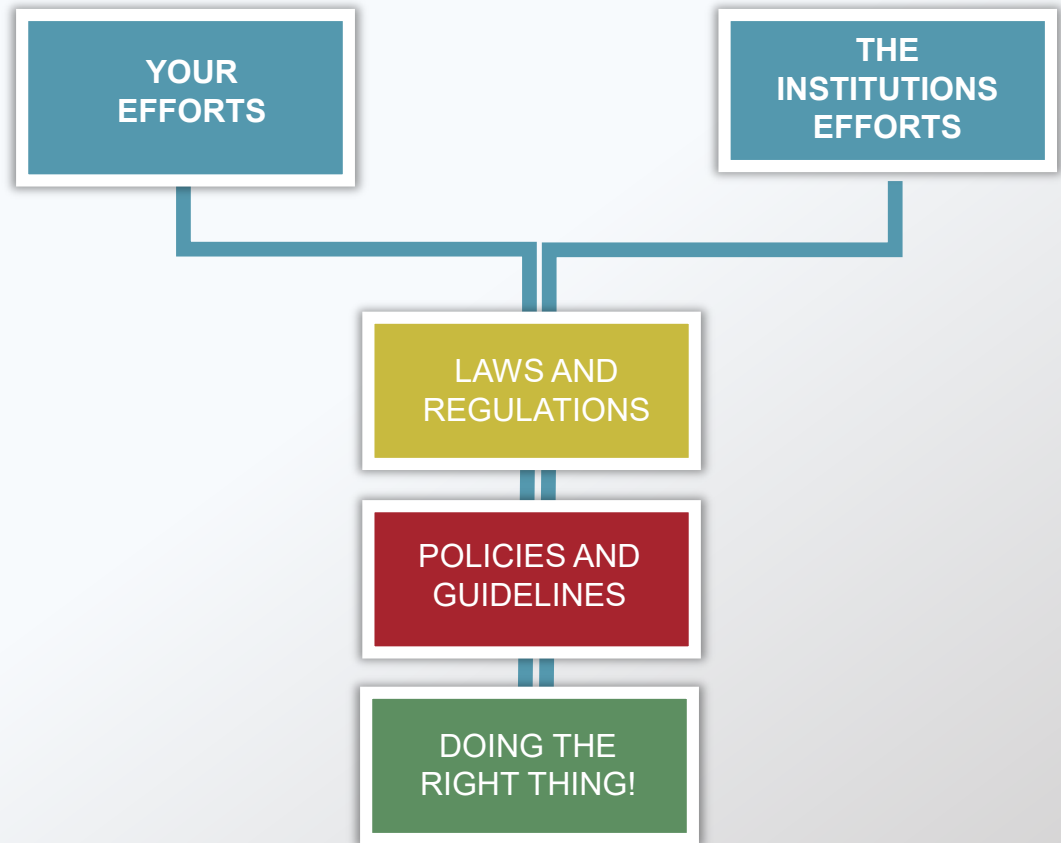 YOUR
EFFORTS
THE
INSTITUTIONS
EFFORTS
LAWS AND
REGULATIONS
POLICIES AND
GUIDELINES
DOING THE
RIGHT THING!